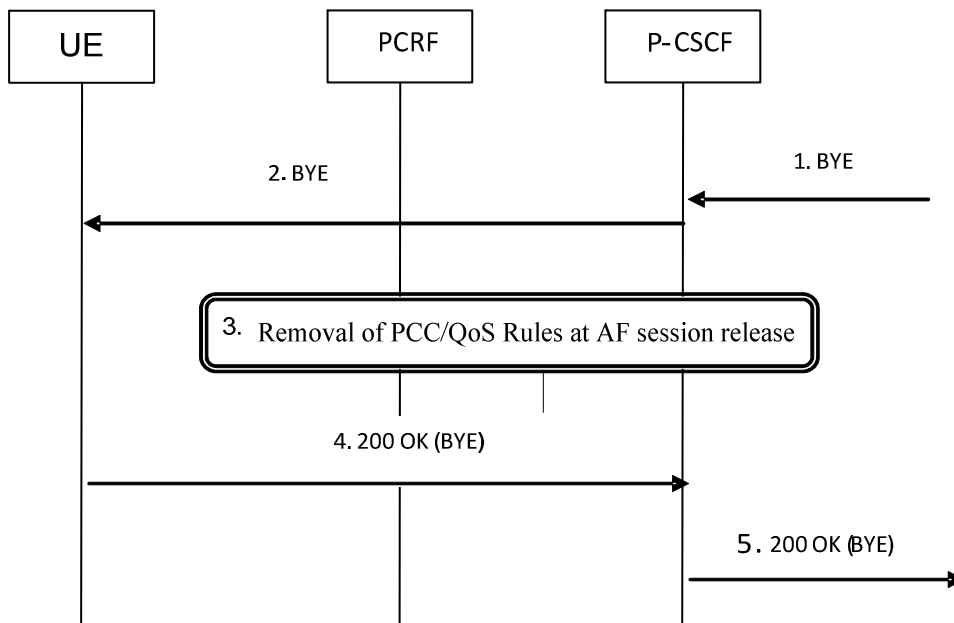 UE
PCRF
P-CSCF
1. BYE
2. BYE
3. Removal of PCC/QoS Rules at AF session release
4. 200 OK (BYE)
5. 200 OK (BYE)